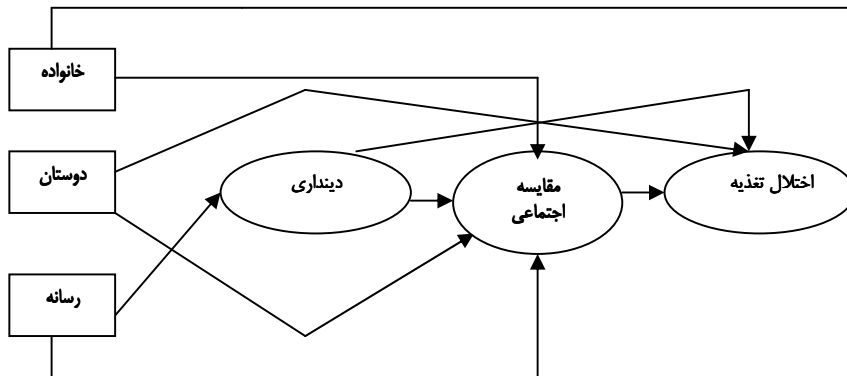 خانواده
دوستان
رسانه
دینداری
مقایسه
اجتماعی
اختلال تغذیه